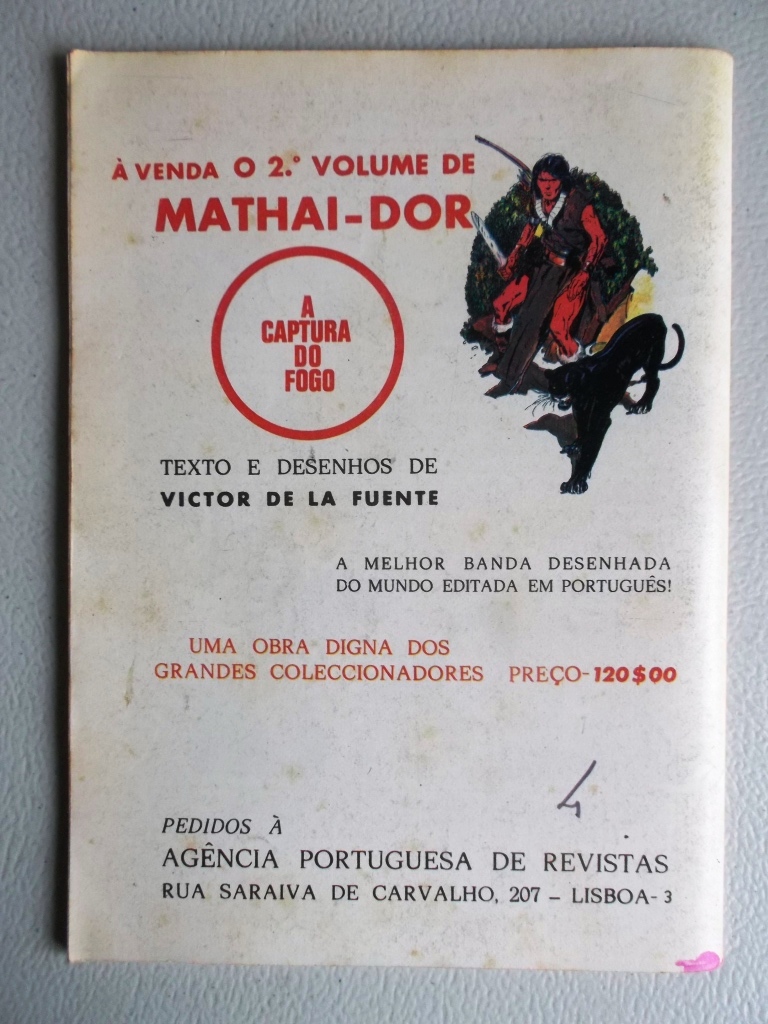 À VENDA O 2.º VOLUME DE
MATHAI-DOR
A
CAPTURA
DO
FOGO
TEXTO E DESENHOS DE
VICTOR DE LA FUENTE
A MELHOR BANDA DESENHADA
DO MUNDO EDITADA EM PORTUGUÊS!
UMA OBRA DIGNA DOS
GRANDES COLECCIONADORES PREÇO-120$00
4
PEDIDOS À
AGÊNCIA PORTUGUESA DE REVISTAS
RUA SARAIVA DE CARVALHO, 207 – LISBOA-3